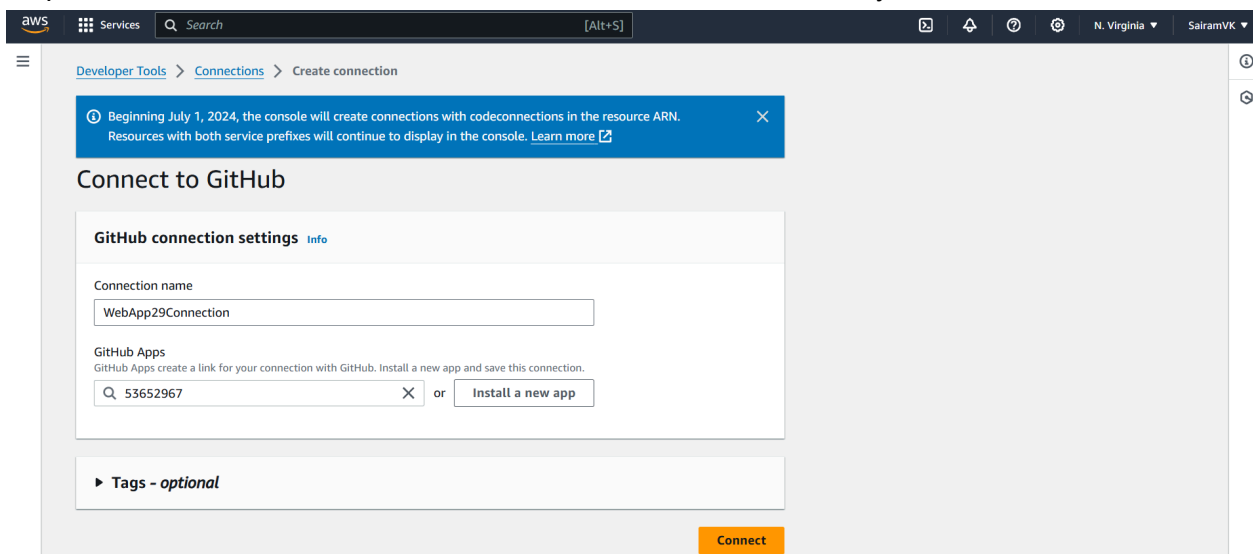 aws Services Search [Alt+S] N. Virginia ▼ SairamVK ▼
Developer Tools > Connections > Create connection
Beginning July 1, 2024, the console will create connections with codeconnections in the resource ARN.
Resources with both service prefixes will continue to display in the console. Learn more
Connect to GitHub
GitHub connection settings Info
Connection name
WebApp29Connection
GitHub Apps
GitHub Apps create a link for your connection with GitHub. Install a new app and save this connection.
53652967 or Install a new app
▶ Tags - optional
Connect